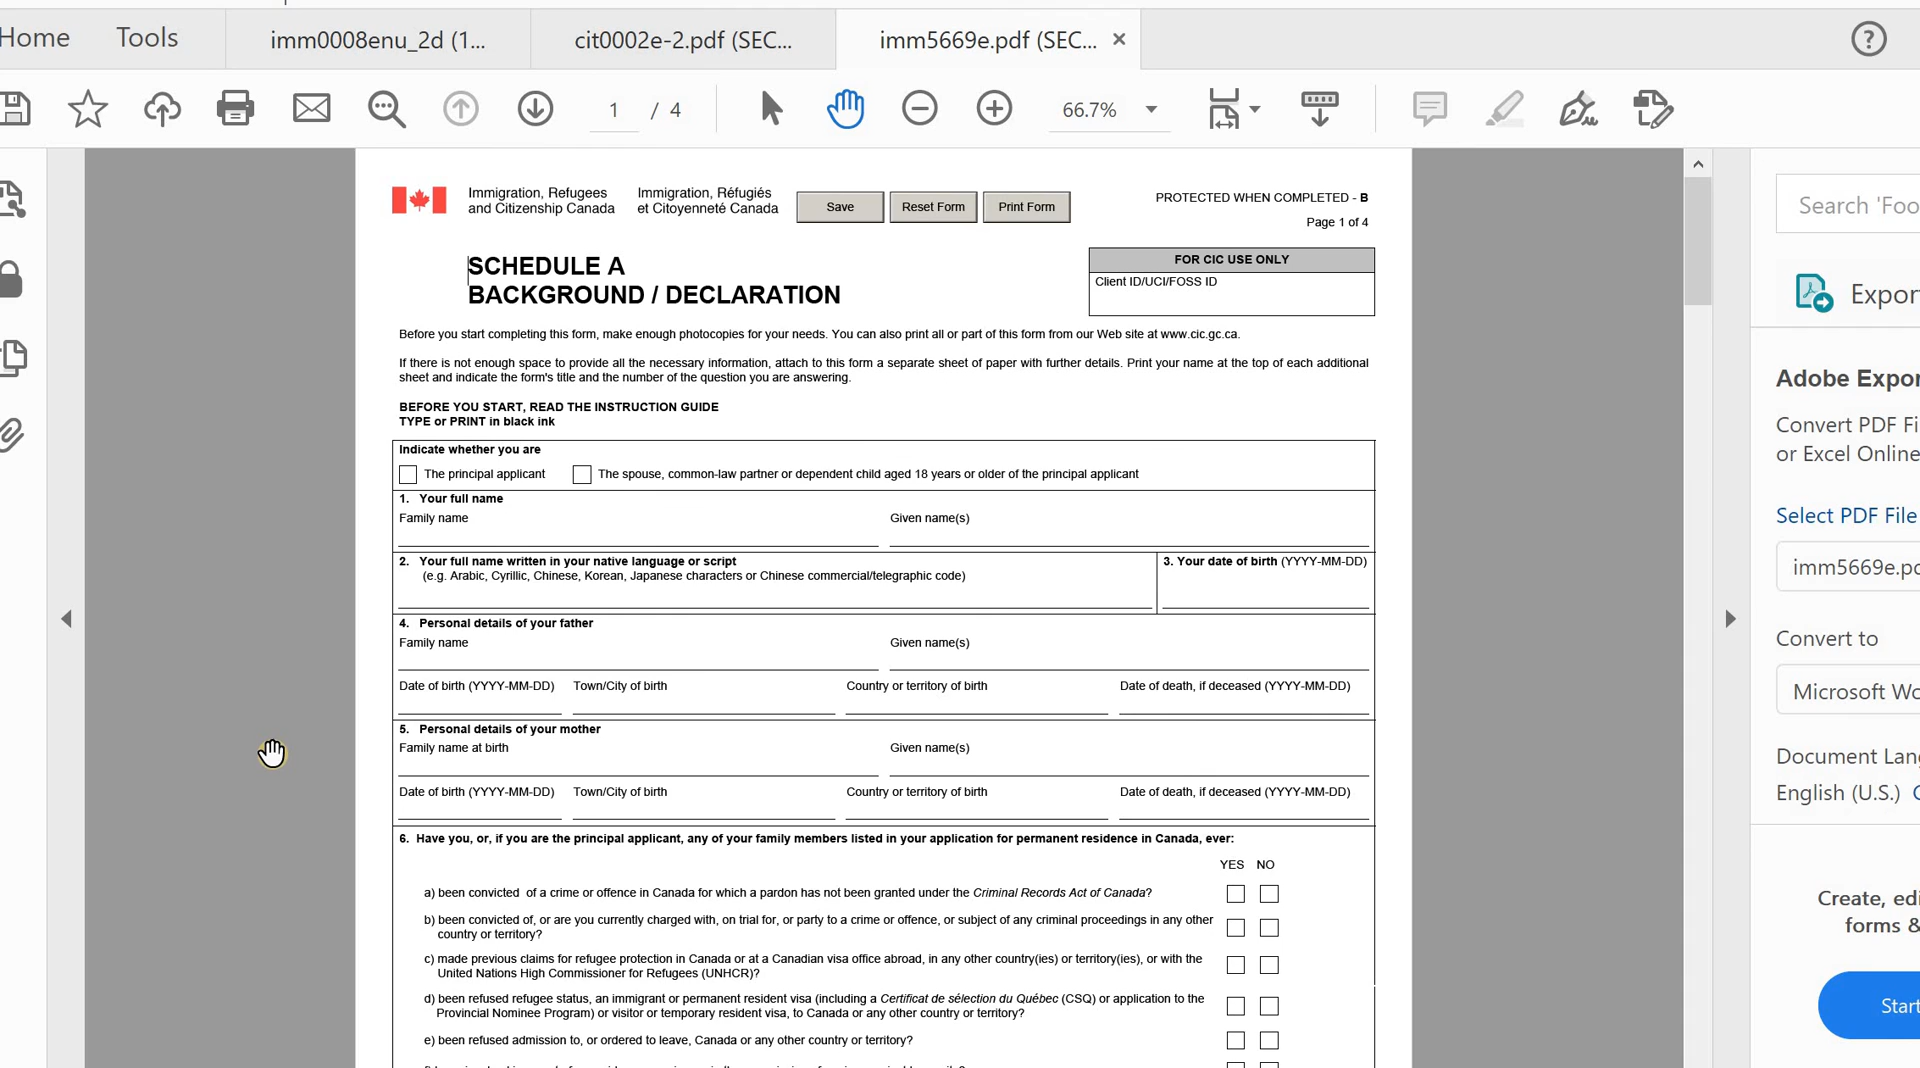 Home
Tools
imm0008enu_2d (1...
cit0002e-2.pdf (SEC...
imm5669e.pdf (SEC...
1 / 4
66.7%
Immigration, Refugees
and Citizenship Canada
Immigration, Réfugiés
et Citoyenneté Canada
Save
Reset Form
Print Form
PROTECTED WHEN COMPLETED - B
Page 1 of 4
SCHEDULE A
BACKGROUND / DECLARATION
FOR CIC USE ONLY
Client ID/UCI/FOSS ID
Before you start completing this form, make enough photocopies for your needs. You can also print all or part of this form from our Web site at www.cic.gc.ca.
If there is not enough space to provide all the necessary information, attach to this form a separate sheet of paper with further details. Print your name at the top of each additional
sheet and indicate the form's title and the number of the question you are answering.
BEFORE YOU START, READ THE INSTRUCTION GUIDE
TYPE or PRINT in black ink
Indicate whether you are
The principal applicant
The spouse, common-law partner or dependent child aged 18 years or older of the principal applicant
1. Your full name
Family name
Given name(s)
2. Your full name written in your native language or script
(e.g. Arabic, Cyrillic, Chinese, Korean, Japanese characters or Chinese commercial/telegraphic code)
3. Your date of birth (YYYY-MM-DD)
4. Personal details of your father
Family name
Given name(s)
Date of birth (YYYY-MM-DD)
Town/City of birth
Country or territory of birth
Date of death, if deceased (YYYY-MM-DD)
5. Personal details of your mother
Family name at birth
Given name(s)
Date of birth (YYYY-MM-DD)
Town/City of birth
Country or territory of birth
Date of death, if deceased (YYYY-MM-DD)
6. Have you, or, if you are the principal applicant, any of your family members listed in your application for permanent residence in Canada, ever:
YES NO
a) been convicted of a crime or offence in Canada for which a pardon has not been granted under the Criminal Records Act of Canada?
b) been convicted of, or are you currently charged with, on trial for, or party to a crime or offence, or subject of any criminal proceedings in any other
country or territory?
c) made previous claims for refugee protection in Canada or at a Canadian visa office abroad, in any other country(ies) or territory(ies), or with the
United Nations High Commissioner for Refugees (UNHCR)?
d) been refused refugee status, an immigrant or permanent resident visa (including a Certificat de sélection du Québec (CSQ) or application to the
Provincial Nominee Program) or visitor or temporary resident visa, to Canada or any other country or territory?
e) been refused admission to, or ordered to leave, Canada or any other country or territory?
Search 'Foo
Expor
Adobe Expor
Convert PDF Fi
or Excel Online
Select PDF File
imm5669e.pd
Convert to
Microsoft Wo
Document Lang
English (U.S.) C
Create, edi
forms &
Start